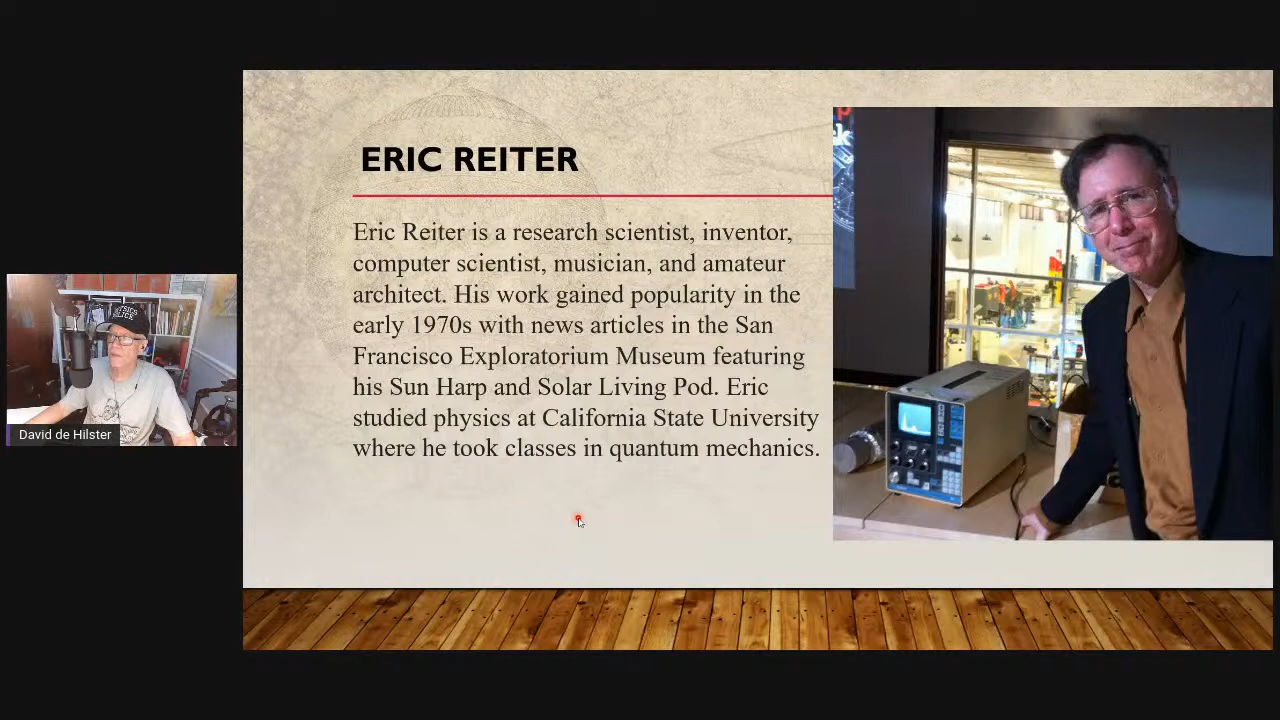 ERIC REITER
Eric Reiter is a research scientist, inventor,
computer scientist, musician, and amateur
architect. His work gained popularity in the
early 1970s with news articles in the San
Francisco Exploratorium Museum featuring
his Sun Harp and Solar Living Pod. Eric
studied physics at California State University
where he took classes in quantum mechanics.
David de Hilster